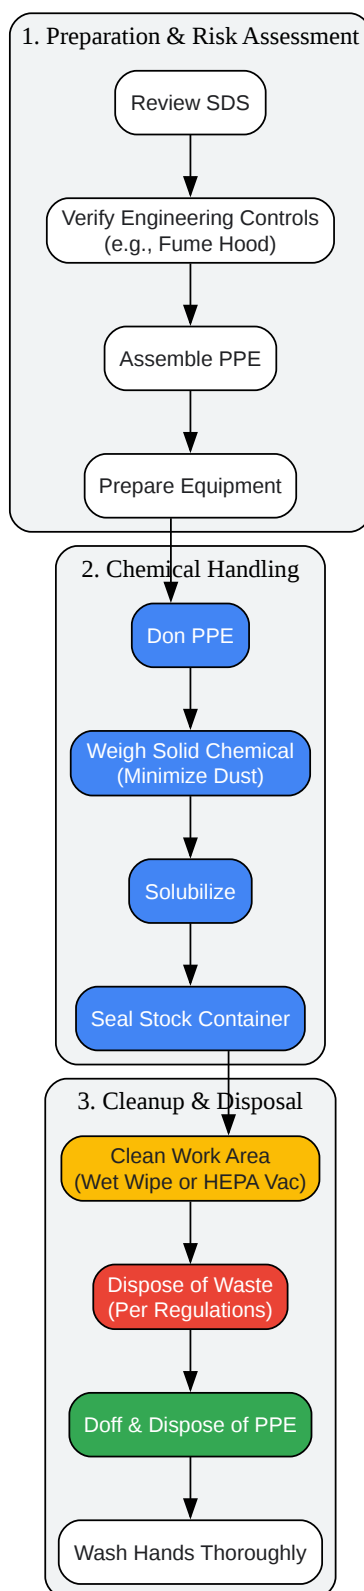 1. Preparation & Risk Assessment
Review SDS
Verify Engineering Controls
(e.g., Fume Hood)
Assemble PPE
Prepare Equipment
2. Chemical Handling
Don PPE
Weigh Solid Chemical
(Minimize Dust)
Solubilize
Seal Stock Container
3. Cleanup & Disposal
Clean Work Area
(Wet Wipe or HEPA Vac)
Dispose of Waste
(Per Regulations)
Doff & Dispose of PPE
Wash Hands Thoroughly